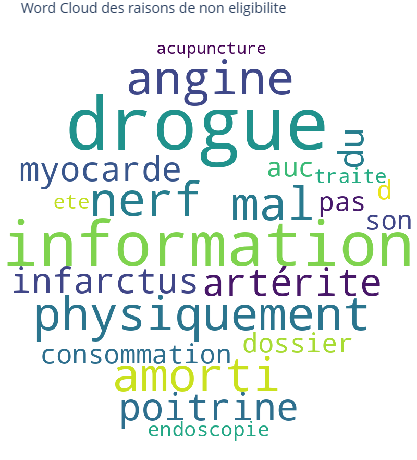 Word Cloud des raisons de non eligibilite
acupuncture
angine
drogue
du
myocarde
auc
traite
ete
nerf
mal
pas
d
son
information
infarctus
artérite
physiquement
consommation
dossier
amorti
poitrine
endoscopie